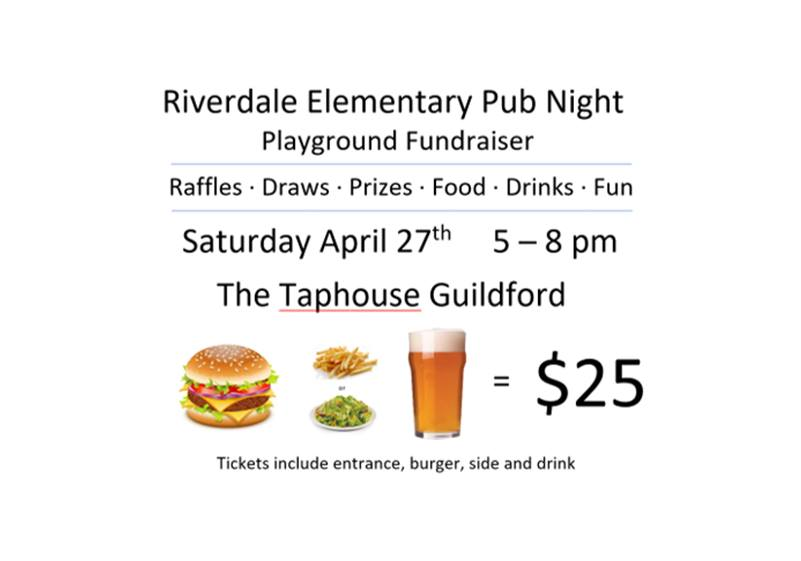 Riverdale Elementary Pub Night
Playground Fundraiser
Raffles · Draws · Prizes · Food · Drinks · Fun
Saturday April 27th 5 – 8 pm
The Taphouse Guildford
or
= $25
Tickets include entrance, burger, side and drink